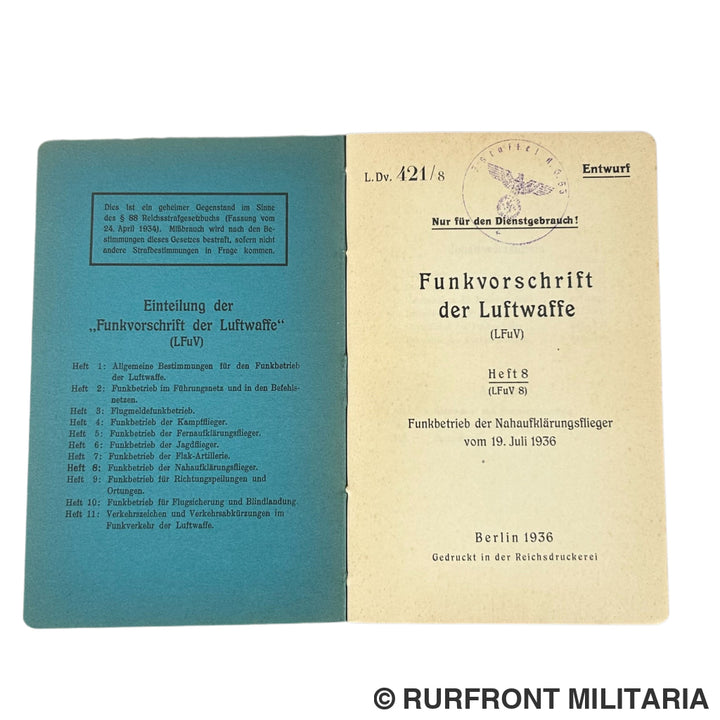 Dies ist ein geheimer Gegenstand im Sinne
des § 88 Reichsstrafgesetzbuchs (Fassung vom
24. April 1934). Mißbrauch wird nach den Be-
stimmungen dieses Gesetzes bestraft, sofern nicht
andere Strafbestimmungen in Frage kommen.
Einteilung der
„Funkvorschrift der Luftwaffe“
(LFuV)
Heft 1: Allgemeine Bestimmungen für den Funkbetrieb
der Luftwaffe.
Heft 2: Funkbetrieb im Führungsnetz und in den Befehls-
netzen.
Heft 3: Flugmeldefunkbetrieb.
Heft 4: Funkbetrieb der Kampfflieger.
Heft 5: Funkbetrieb der Fernaufklärungsflieger.
Heft 6: Funkbetrieb der Jagdflieger.
Heft 7: Funkbetrieb der Flak-Artillerie.
Heft 8: Funkbetrieb der Nahaufklärungsflieger.
Heft 9: Funkbetrieb für Richtungspeilungen und
Ortungen.
Heft 10: Funkbetrieb für Flugsicherung und Blindlandung.
Heft 11: Verkehrszeichen und Verkehrsabkürzungen im
Funkverkehr der Luftwaffe.
L.Dv. 421/8
Entwurf
Nur für den Dienstgebrauch!
Funkvorschrift
der Luftwaffe
(LFuV)
Heft 8
(LFuV 8)
Funkbetrieb der Nahaufklärungsflieger
vom 19. Juli 1936
Berlin 1936
Gedruckt in der Reichsdruckerei
© RURFRONT MILITARIA